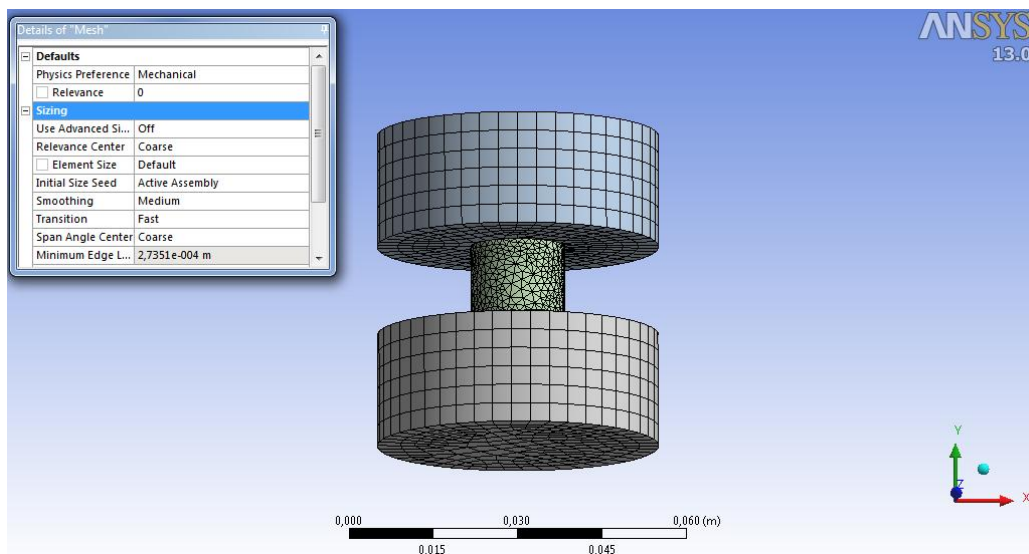 Details of "Mesh"
Defaults
Physics Preference Mechanical
Relevance 0
Sizing
Use Advanced Si... Off
Relevance Center Coarse
Element Size Default
Initial Size Seed Active Assembly
Smoothing Medium
Transition Fast
Span Angle Center Coarse
Minimum Edge L... 2,7351e-004 m
ANSYS
13.0
Y
Z
X
0,000 0,030 0,060 (m)
0.015 0.045